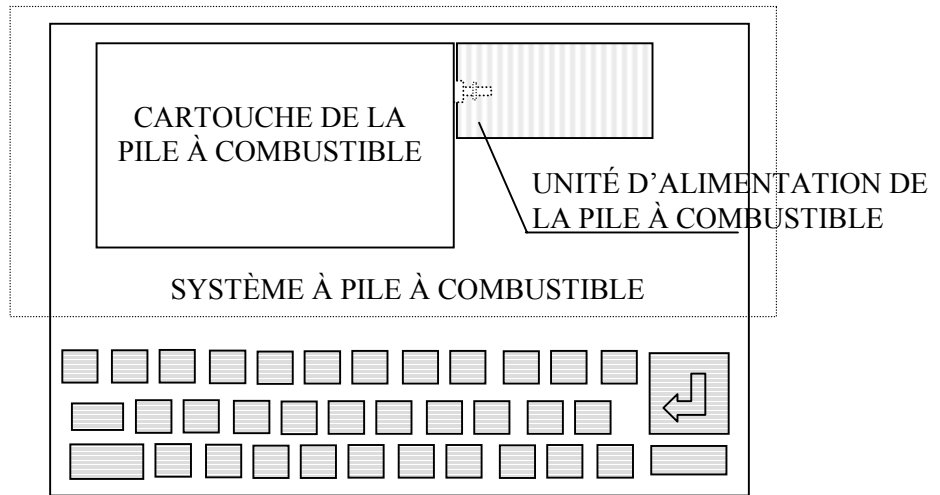 CARTOUCHE DE LA
PILE À COMBUSTIBLE
UNITÉ D’ALIMENTATION DE
LA PILE À COMBUSTIBLE
SYSTÈME À PILE À COMBUSTIBLE